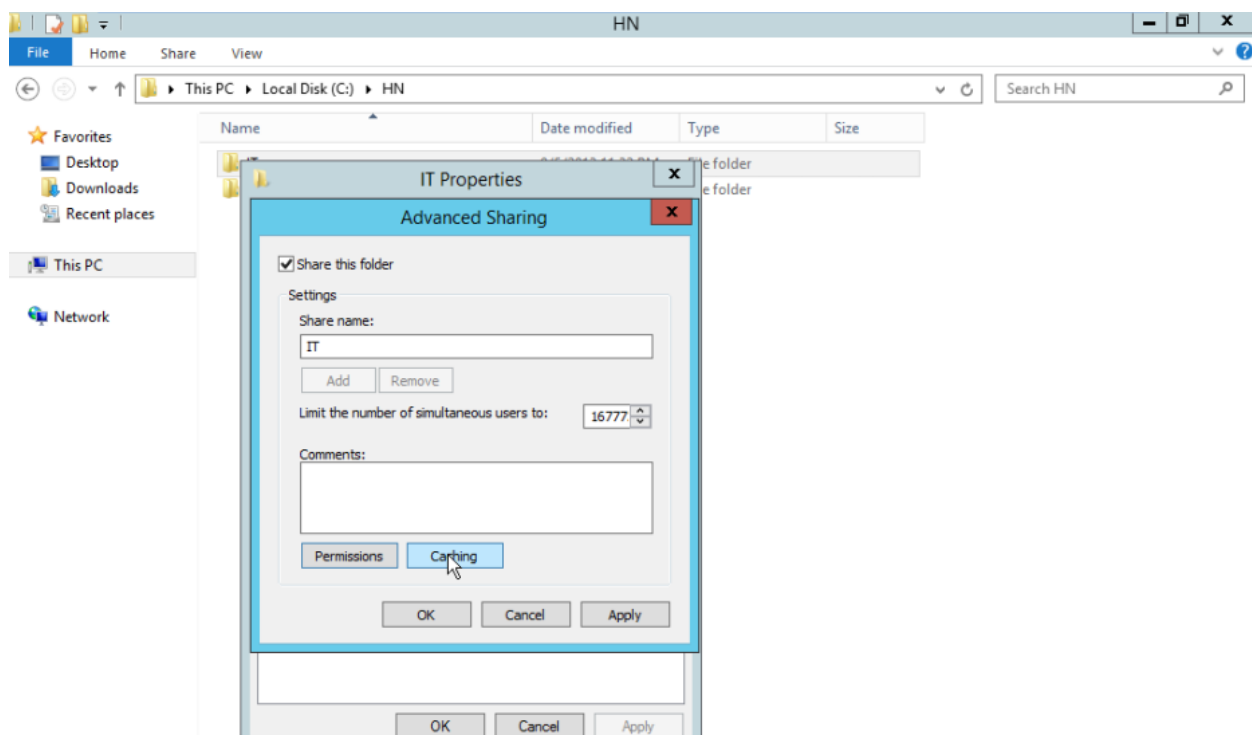 HN
File Home Share View
This PC Local Disk (C:) HN
Search HN
Favorites
Desktop
Downloads
Recent places
This PC
Network
Name Date modified Type Size
File folder
e folder
IT Properties
Advanced Sharing
Share this folder
Settings
Share name:
IT
Add Remove
Limit the number of simultaneous users to: 16777
Comments:
Permissions Caching
OK Cancel Apply
OK Cancel Apply